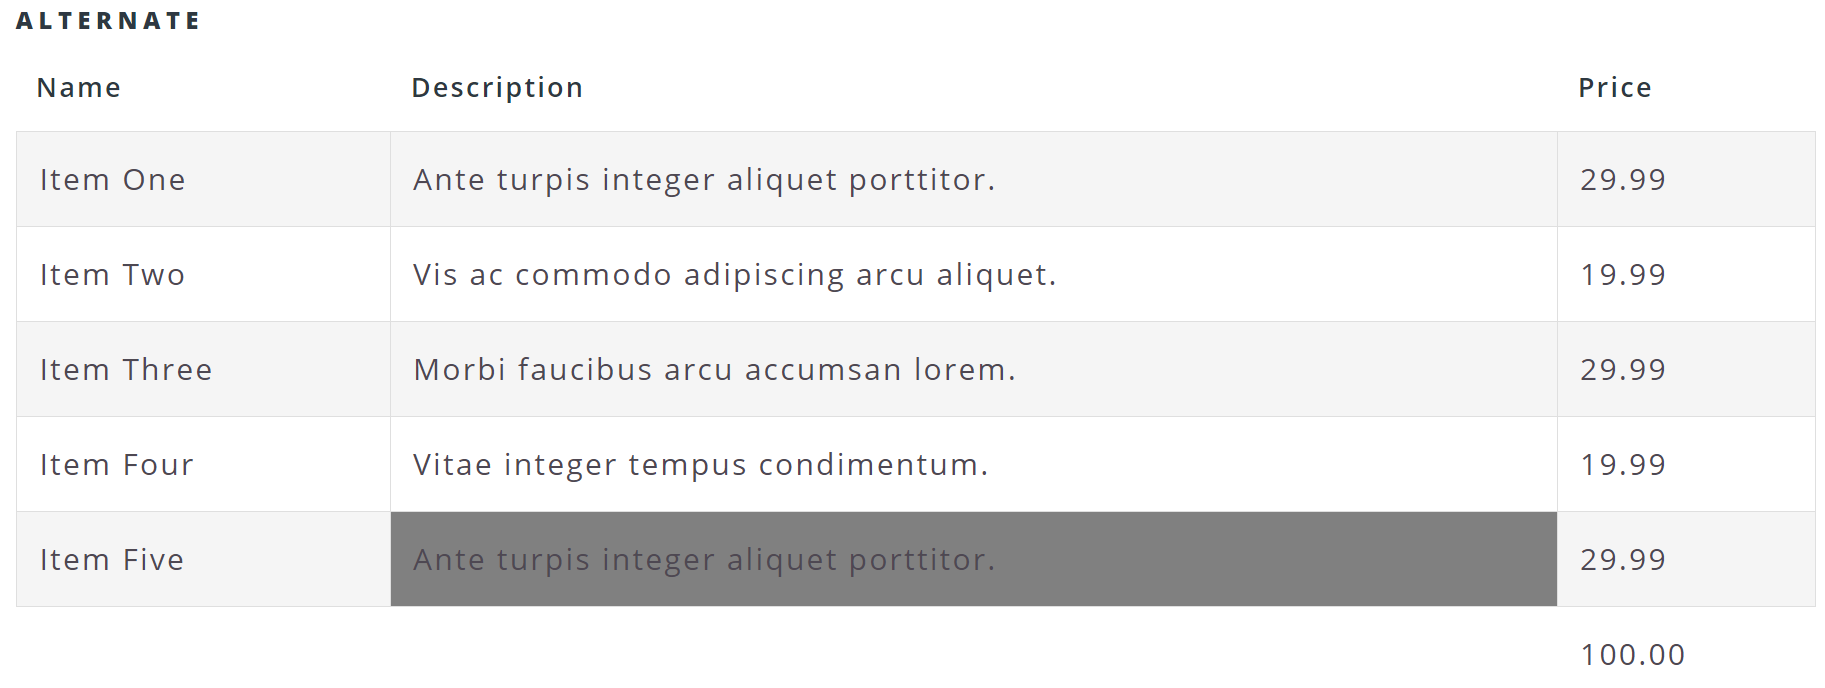 ALTERNATE
Name Description Price
Item One Ante turpis integer aliquet porttitor. 29.99
Item Two Vis ac commodo adipiscing arcu aliquet. 19.99
Item Three Morbi faucibus arcu accumsan lorem. 29.99
Item Four Vitae integer tempus condimentum. 19.99
Item Five Ante turpis integer aliquet porttitor. 29.99
100.00